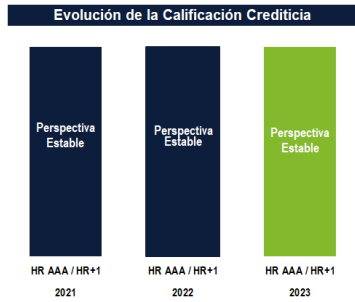 Evolución de la Calificación Crediticia
Perspectiva
Estable
Perspectiva
Estable
Perspectiva
Estable
HR AAA / HR+1
HR AAA / HR+1
HR AAA / HR+1
2021
2022
2023